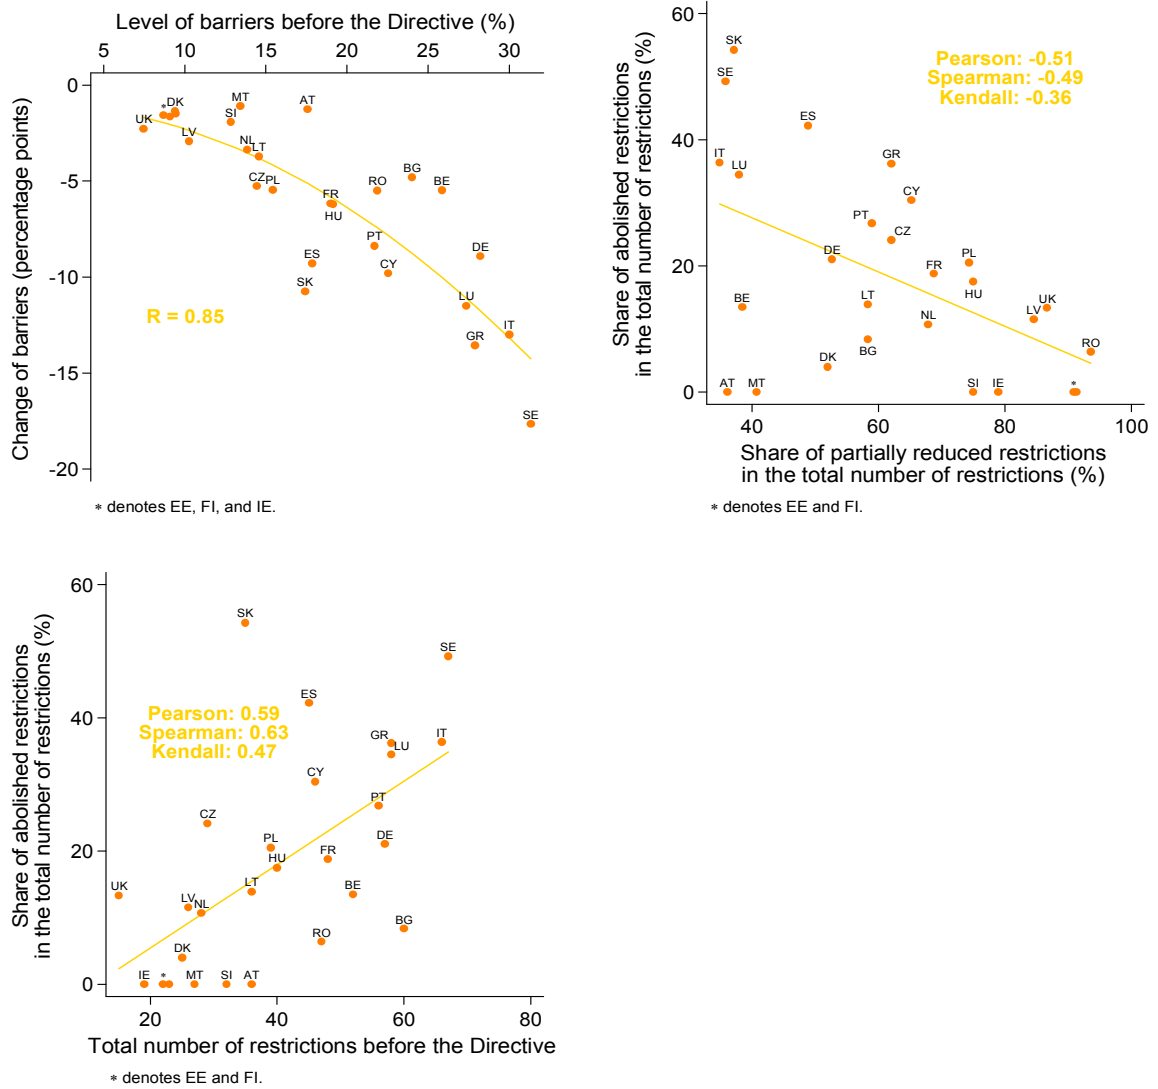 Level of barriers before the Directive (%)
5 10 15 20 25 30
Change of barriers (percentage points)
0
-5
-10
-15
-20
UK
*
DK
LV
SI
MT
AT
NL
LT
CZ
PL
FR
HU
RO
BG
BE
ES
SK
PT
CY
DE
LU
GR
IT
SE
R = 0.85
* denotes EE, FI, and IE.
Share of abolished restrictions
in the total number of restrictions (%)
60
40
20
0
SK
SE
IT
LU
ES
GR
CY
PT
CZ
DE
FR
PL
HU
BE
LT
NL
BG
DK
LV
UK
RO
AT
MT
SI
IE
*
Pearson: -0.51
Spearman: -0.49
Kendall: -0.36
40 60 80 100
Share of partially reduced restrictions
in the total number of restrictions (%)
* denotes EE and FI.
Share of abolished restrictions
in the total number of restrictions (%)
60
40
20
0
SK
SE
ES
GR
LU
IT
CY
PT
CZ
PL
HU
FR
DE
UK
LV
NL
LT
BE
BG
RO
DK
IE
*
MT
SI
AT
Pearson: 0.59
Spearman: 0.63
Kendall: 0.47
20 40 60 80
Total number of restrictions before the Directive
* denotes EE and FI.